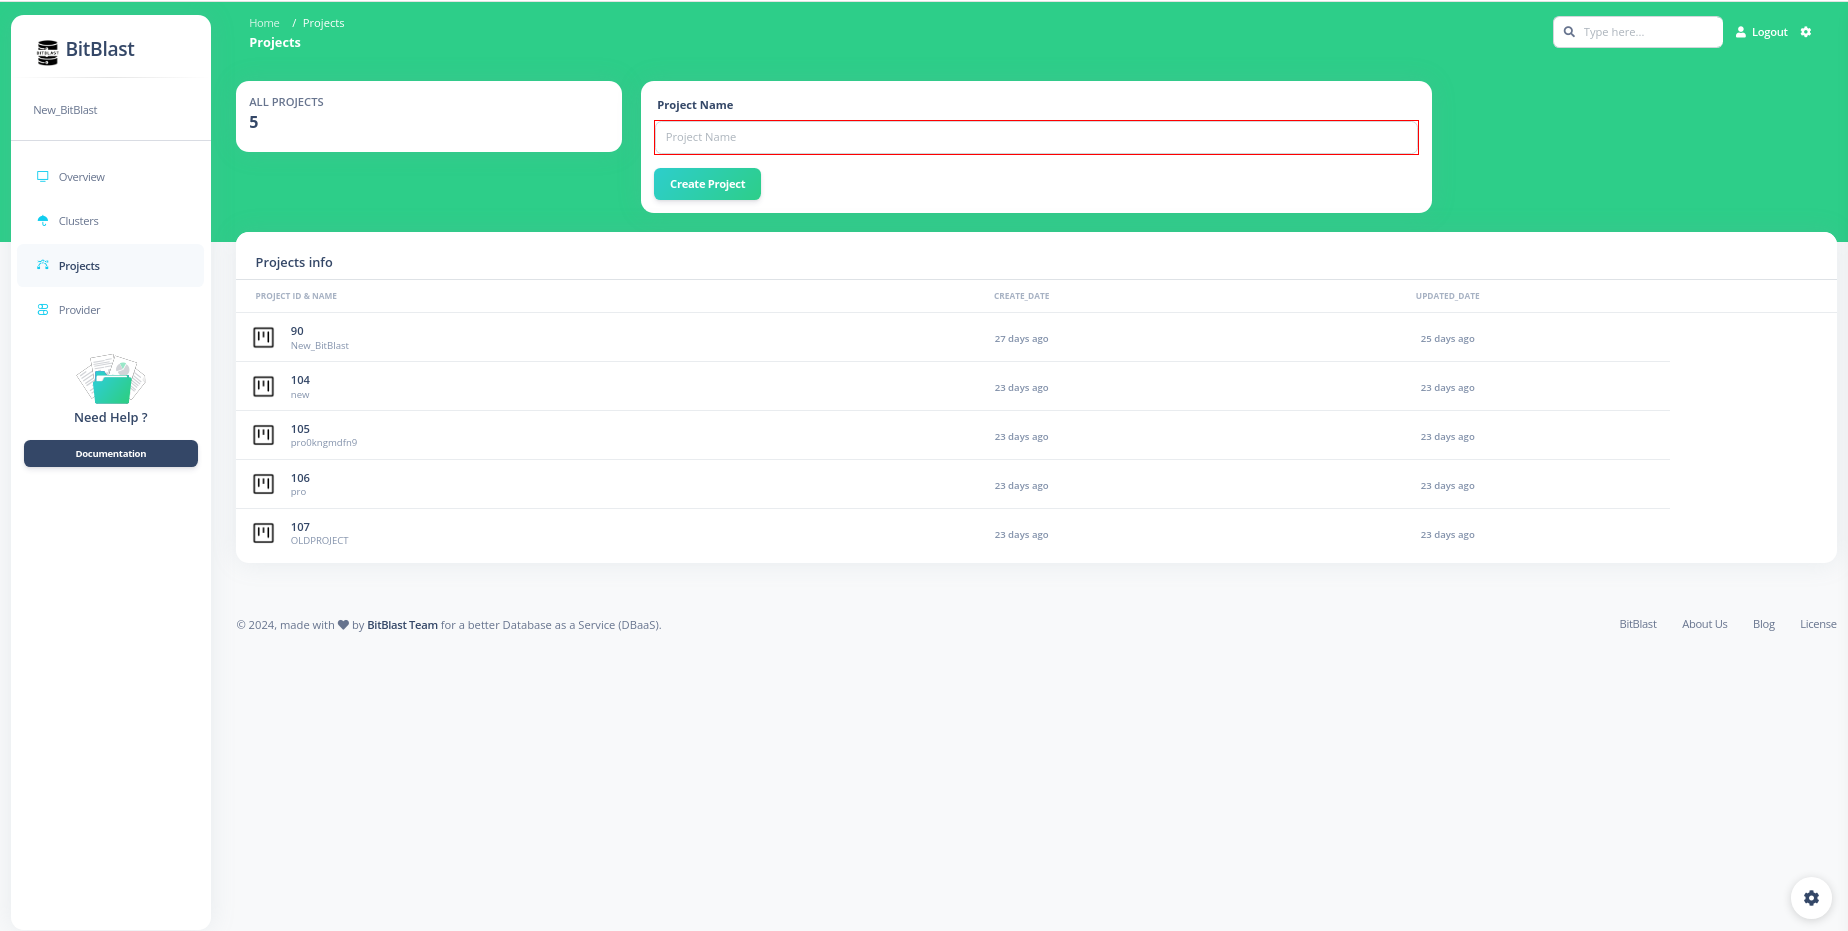 BitBlast
New_BitBlast
Overview
Clusters
Projects
Provider
Need Help ?
Documentation
Home / Projects
Projects
Type here...
Logout
ALL PROJECTS
5
Project Name
Project Name
Create Project
Projects info
PROJECT ID & NAME CREATE_DATE UPDATED_DATE
90
New_BitBlast 27 days ago 25 days ago
104
new 23 days ago 23 days ago
105
pro0kngmdfn9 23 days ago 23 days ago
106
pro 23 days ago 23 days ago
107
OLDPROJECT 23 days ago 23 days ago
© 2024, made with by BitBlast Team for a better Database as a Service (DBaaS).
BitBlast About Us Blog License